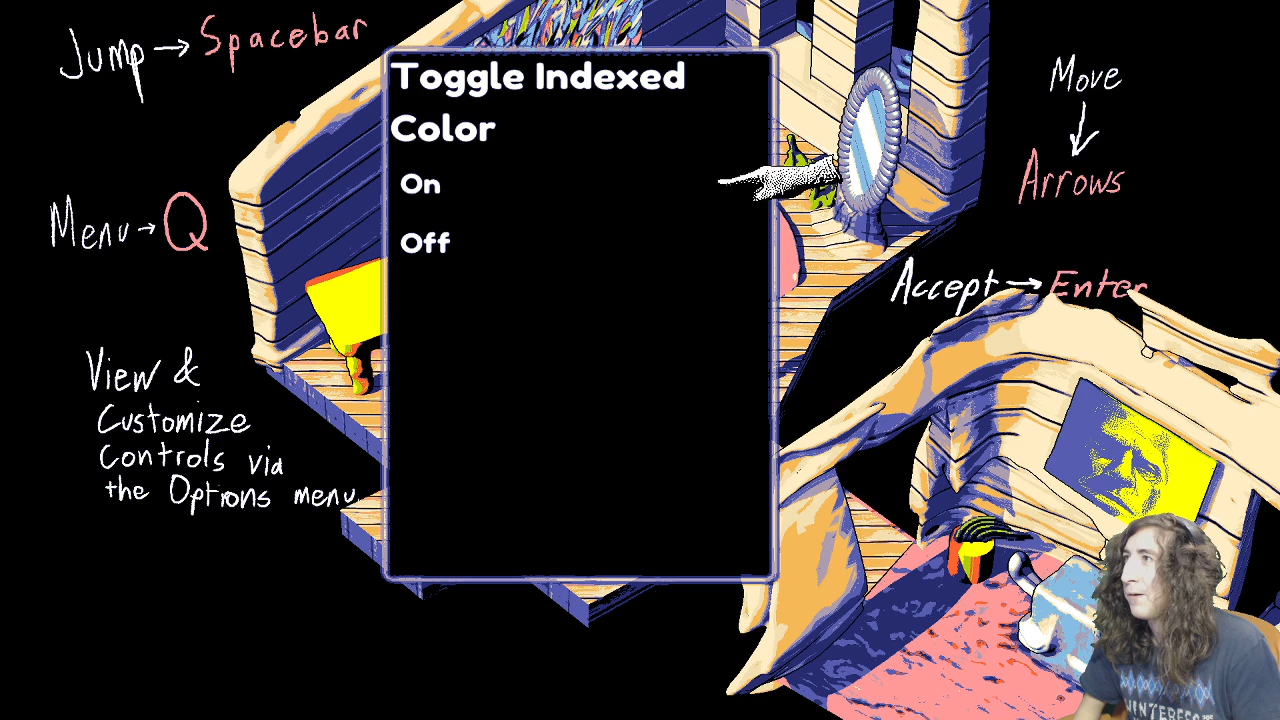 Jump → Spacebar
Toggle Indexed
Color
On
Off
Move
↓
Arrows
Menu → Q
Accept → Enter
View &
Customize
Controls via
the Options menu